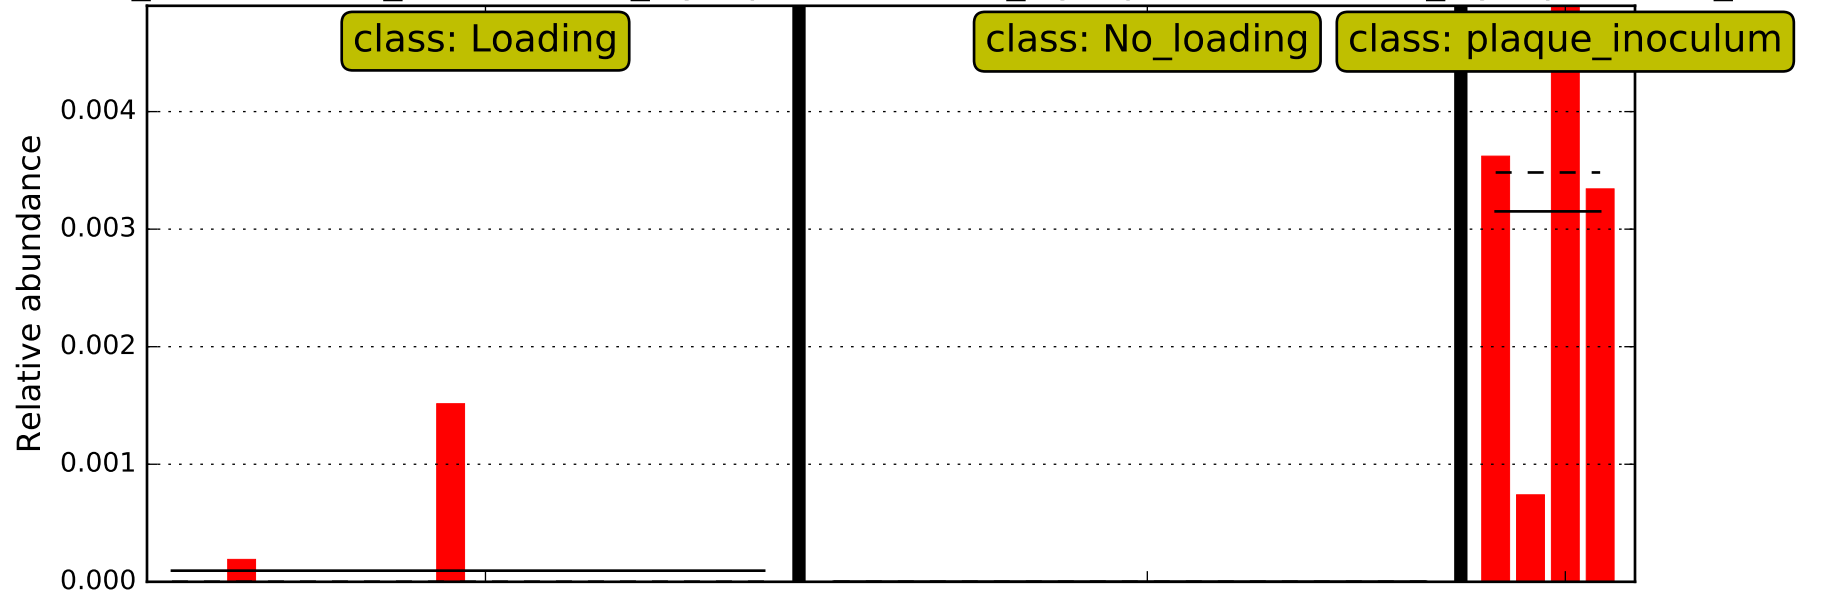 class: Loading
class: No_loading
class: plaque_inoculum
Relative abundance
0.004
0.003
0.002
0.001
0.000